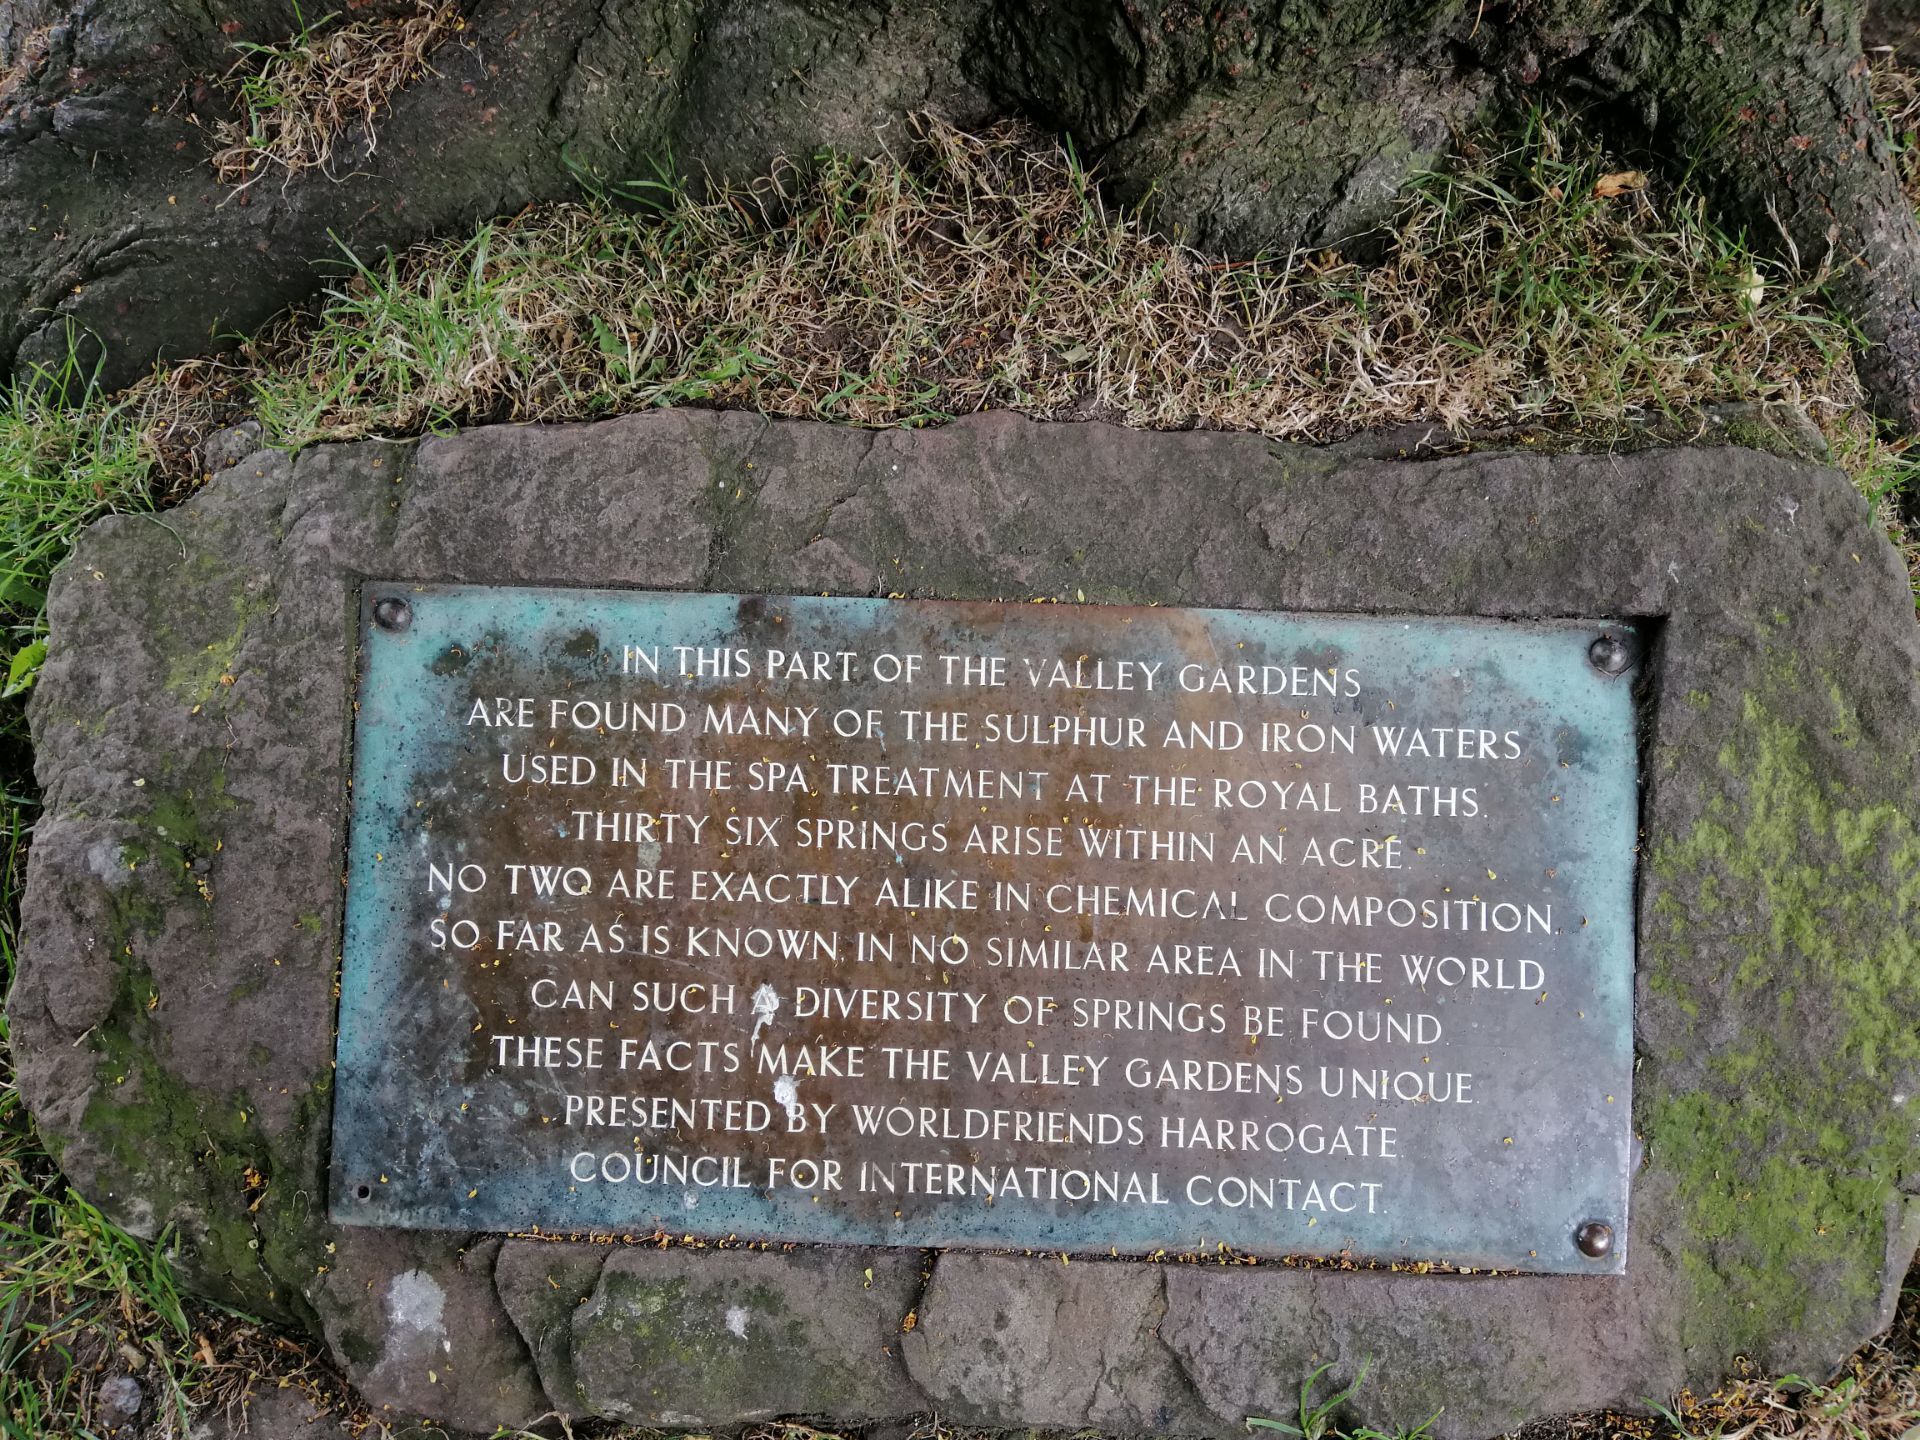 IN THIS PART OF THE VALLEY GARDENS
ARE FOUND MANY OF THE SULPHUR AND IRON WATERS
USED IN THE SPA TREATMENT AT THE ROYAL BATHS.
THIRTY SIX SPRINGS ARISE WITHIN AN ACRE.
NO TWO ARE EXACTLY ALIKE IN CHEMICAL COMPOSITION.
SO FAR AS IS KNOWN, IN NO SIMILAR AREA IN THE WORLD
CAN SUCH A DIVERSITY OF SPRINGS BE FOUND.
THESE FACTS MAKE THE VALLEY GARDENS UNIQUE.
PRESENTED BY WORLDFRIENDS HARROGATE.
COUNCIL FOR INTERNATIONAL CONTACT.